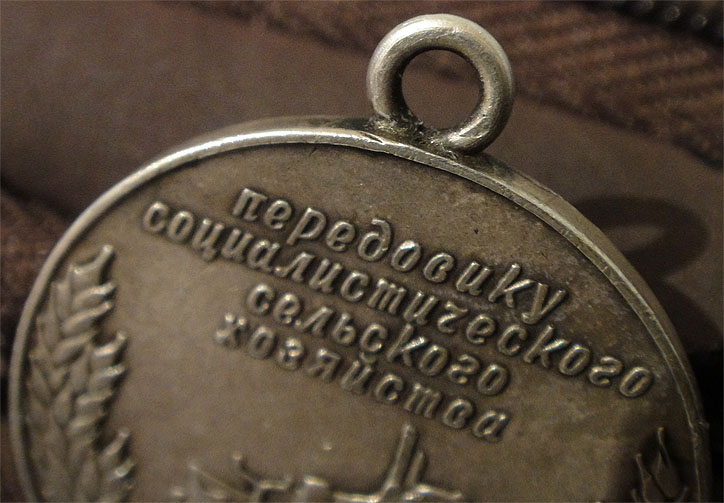 передовику
социалистического
сельского
хозяйства